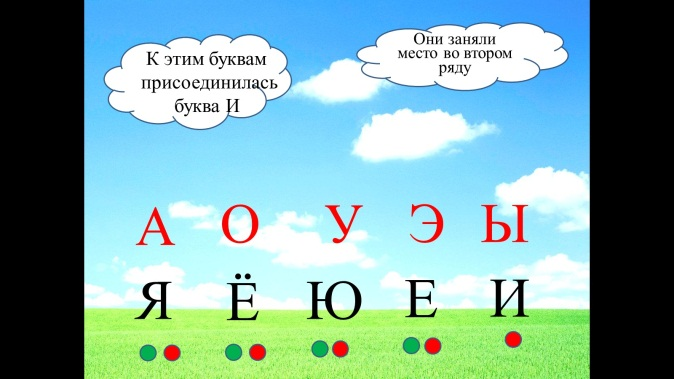 К этим буквам
присоединилась
буква И
Они заняли
место во втором
ряду
А О У Э Ы
Я Ё Ю Е И